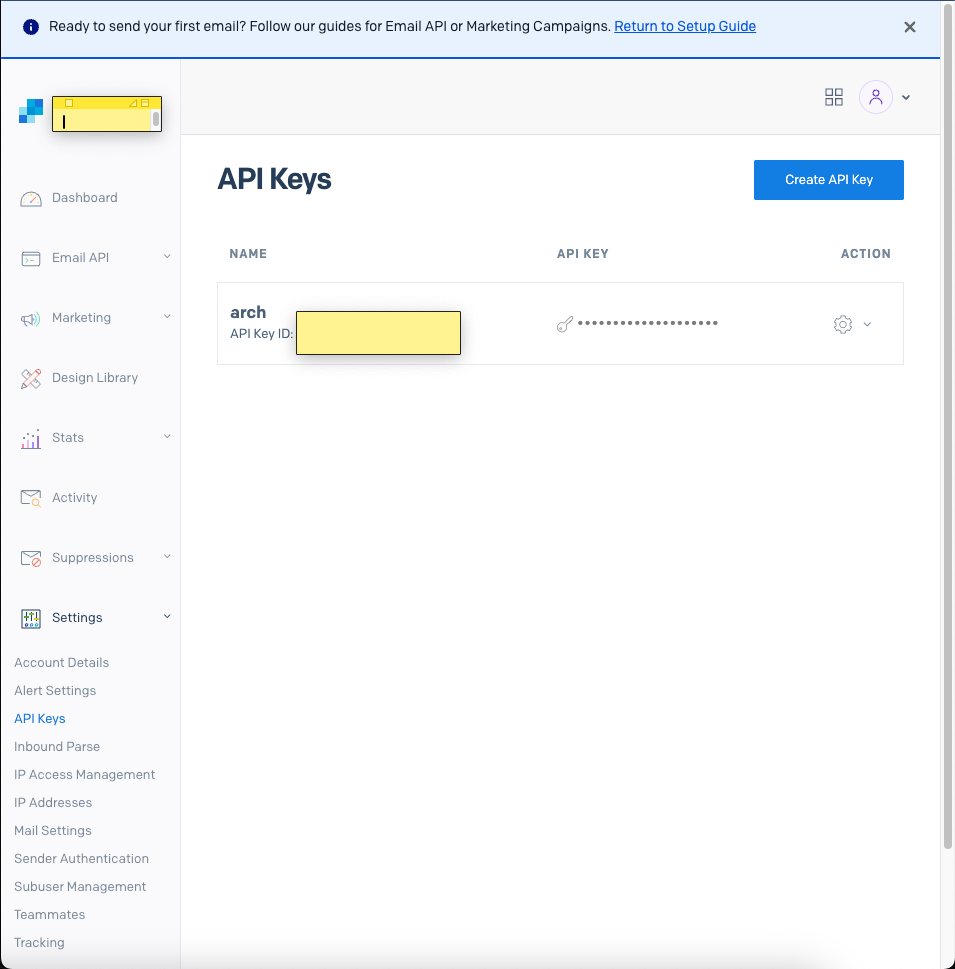 Ready to send your first email? Follow our guides for Email API or Marketing Campaigns. Return to Setup Guide
Dashboard
Email API
Marketing
Design Library
Stats
Activity
Suppressions
Settings
Account Details
Alert Settings
API Keys
Inbound Parse
IP Access Management
IP Addresses
Mail Settings
Sender Authentication
Subuser Management
Teammates
Tracking
API Keys
Create API Key
NAME API KEY ACTION
arch
API Key ID: